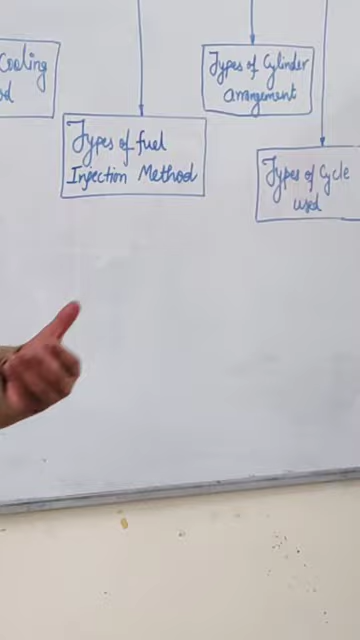 Cooling
Types of fuel
Injection Method
Types of Cylinder
arrangement
Types of Cycle
used